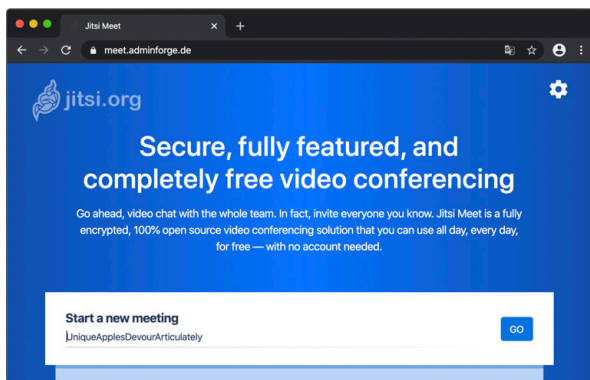 Jitsi Meet
meet.adminforge.de
jitsi.org
Secure, fully featured, and
completely free video conferencing
Go ahead, video chat with the whole team. In fact, invite everyone you know. Jitsi Meet is a fully
encrypted, 100% open source video conferencing solution that you can use all day, every day,
for free — with no account needed.
Start a new meeting
UniqueApplesDevourArticulately
GO